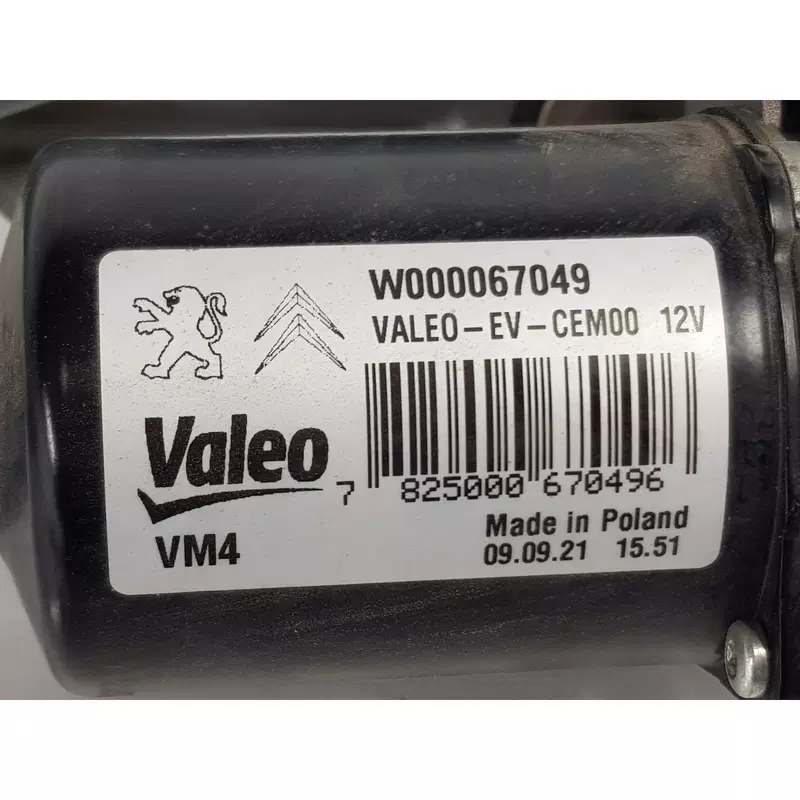 W000067049
VALEO-EV-CEM00 12V
Valeo
7 825000 670496
VM4
Made in Poland
09.09.21 15.51